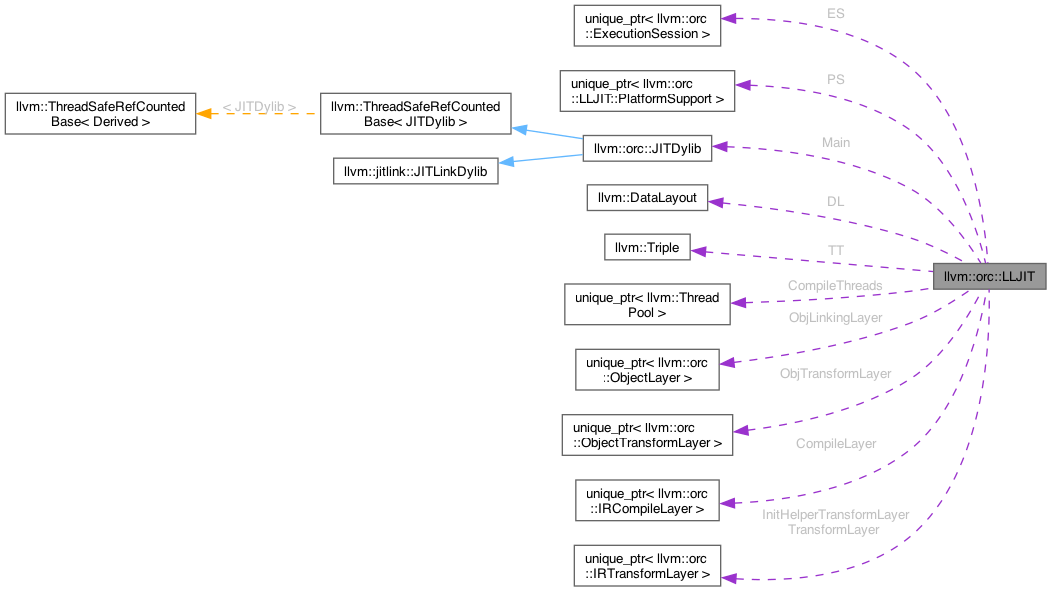 unique_ptr< llvm::orc
::ExecutionSession >
ES
unique_ptr< llvm::orc
::LLJIT::PlatformSupport >
PS
llvm::ThreadSafeRefCounted
Base< Derived >
< JITDylib >
llvm::ThreadSafeRefCounted
Base< JITDylib >
llvm::jitlink::JITLinkDylib
llvm::orc::JITDylib
Main
llvm::DataLayout
DL
llvm::Triple
TT
llvm::orc::LLJIT
unique_ptr< llvm::Thread
Pool >
CompileThreads
unique_ptr< llvm::orc
::ObjectLayer >
ObjLinkingLayer
unique_ptr< llvm::orc
::ObjectTransformLayer >
ObjTransformLayer
unique_ptr< llvm::orc
::IRCompileLayer >
CompileLayer
unique_ptr< llvm::orc
::IRTransformLayer >
InitHelperTransformLayer
TransformLayer